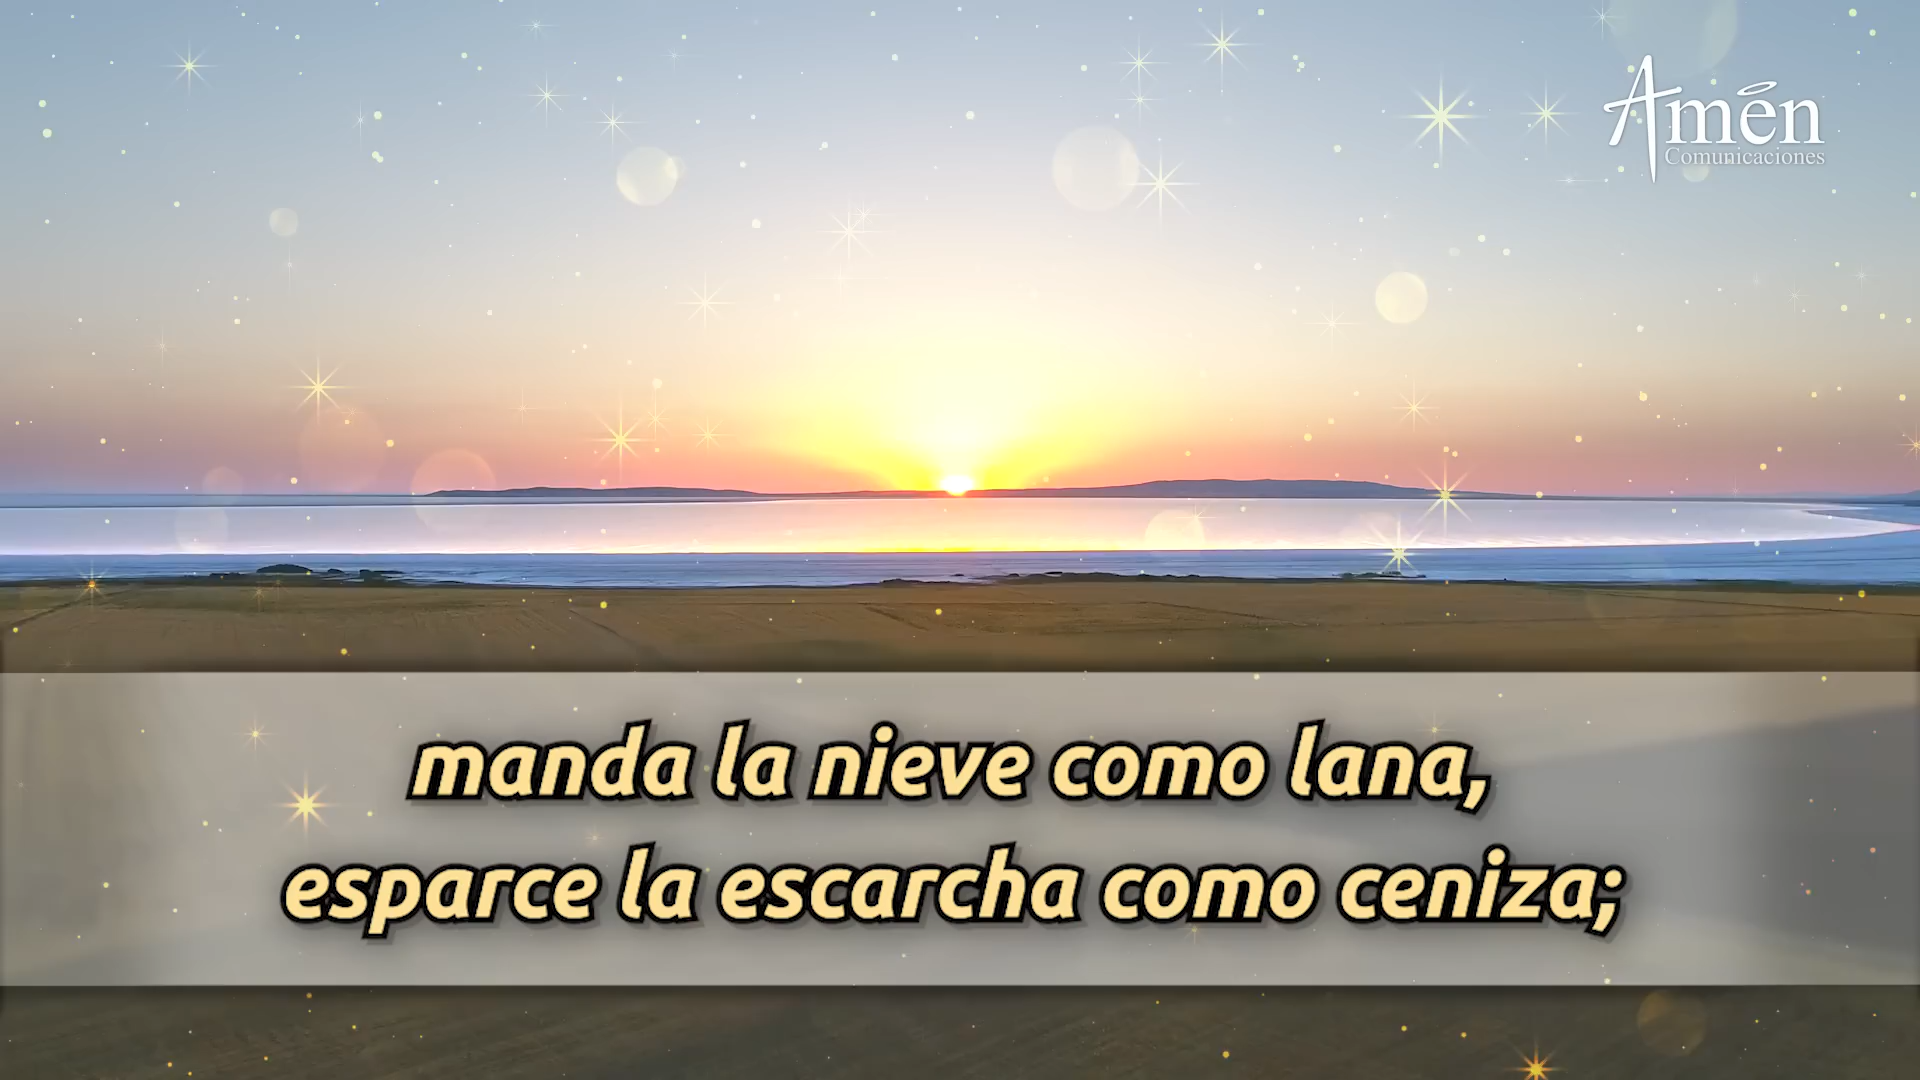 Amén
Comunicaciones
manda la nieve como lana,
esparce la escarcha como ceniza;